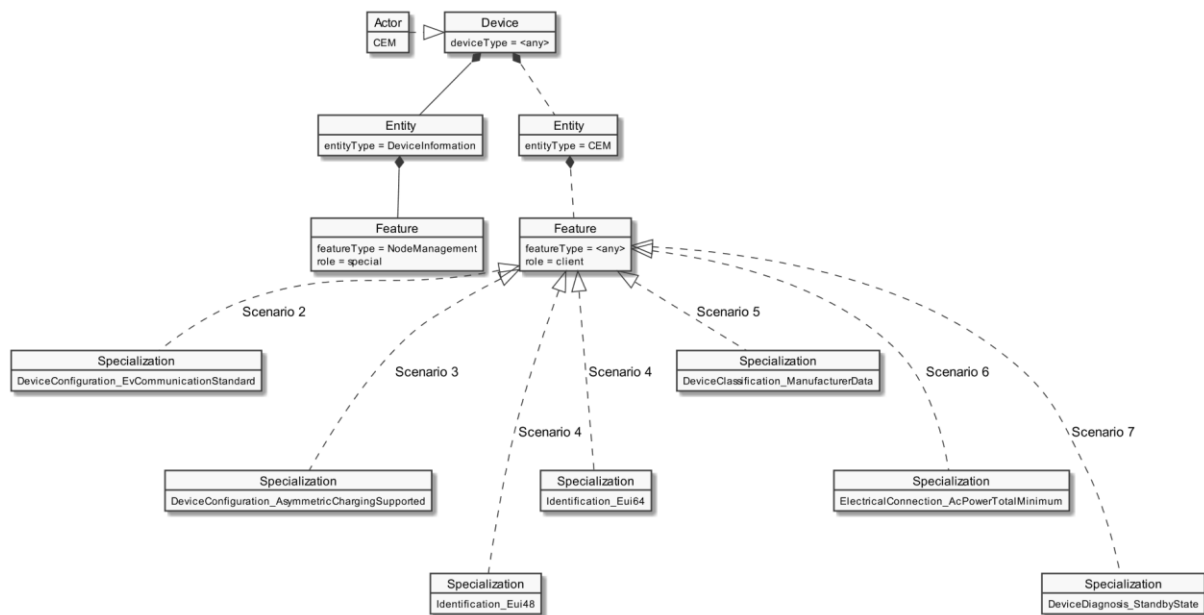 Actor
CEM
Device
deviceType = <any>
Entity
entityType = DeviceInformation
Entity
entityType = CEM
Feature
featureType = NodeManagement
role = special
Feature
featureType = <any>
role = client
Scenario 2
Scenario 5
Specialization
DeviceConfiguration_EvCommunicationStandard
Scenario 3
Scenario 4
Specialization
DeviceClassification_ManufacturerData
Scenario 6
Scenario 4
Scenario 7
Specialization
DeviceConfiguration_AsymmetricChargingSupported
Specialization
Identification_Eui64
Specialization
ElectricalConnection_AcPowerTotalMinimum
Specialization
Identification_Eui48
Specialization
DeviceDiagnosis_StandbyState